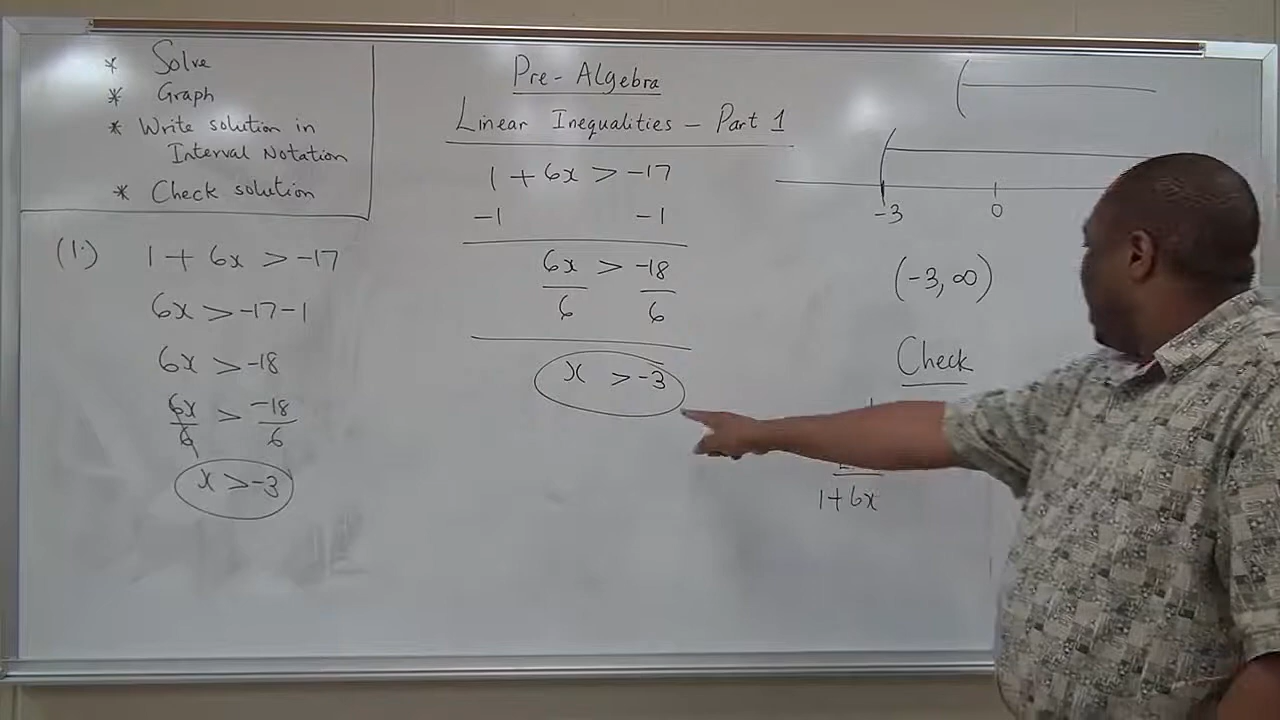 * Solve
* Graph
* Write solution in
Interval Notation
* Check solution
(1.) 1 + 6x > -17
6x > -17 - 1
6x > -18
6x/6 > -18/6
x > -3
Pre-Algebra
Linear Inequalities - Part 1
1 + 6x > -17
-1 -1
6x > -18
6 6
x > -3
-3 0
(-3, ∞)
Check
1 + 6x